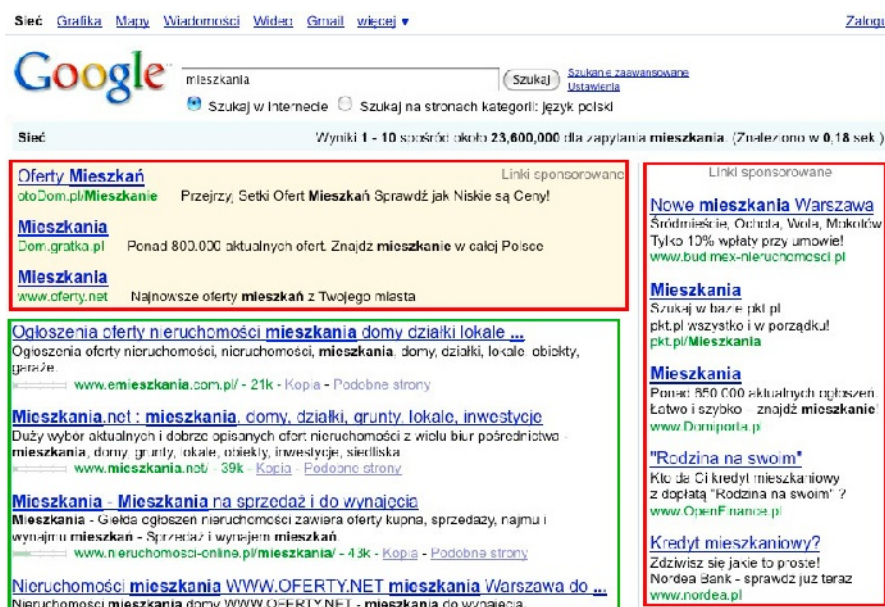 Sieć Grafika Mapy Wiadomości Wideo Gmail więcej ▼ Zalogu
Google
mieszkania Szukaj Szukanie zaawansowane
Ustawienia
Szukaj w Internecie Szukaj na stronach kategorii: język polski
Sieć Wyniki 1 - 10 spośród około 23,600,000 dla zapytania mieszkania. (Znaleziono w 0,18 sek.)
Oferty Mieszkań Linki sponsorowane
otoDom.pl/Mieszkanie Przejrzyj Setki Ofert Mieszkań Sprawdź jak Niskie są Ceny!
Mieszkania
Dom.gratka.pl Ponad 800.000 aktualnych ofert. Znajdź mieszkanie w całej Polsce
Mieszkania
www.oferty.net Najnowsze oferty mieszkań z Twojego miasta
Ogłoszenia oferty nieruchomości mieszkania domy działki lokale ...
Ogłoszenia oferty nieruchomości, nieruchomości, mieszkania, domy, działki, lokale, obiekty,
garaże.
www.emieszkania.com.pl/ - 21k - Kopia - Podobne strony
Mieszkania.net : mieszkania, domy, działki, grunty, lokale, inwestycje
Duży wybór aktualnych i dobrze opisanych ofert nieruchomości z wielu biur pośrednictwa -
mieszkania, domy, grunty, lokale, obiekty, inwestycje, siedliska
www.mieszkania.net/ - 39k - Kopia - Podobne strony
Mieszkania - Mieszkania na sprzedaż i do wynajęcia
Mieszkania - Giełda ogłoszeń nieruchomości zawiera oferty kupna, sprzedaży, najmu i
wynajmu mieszkań - Sprzedaż i wynajem mieszkań.
www.nieruchomosci-online.pl/mieszkania/ - 43k - Kopia - Podobne strony
Nieruchomości mieszkania WWW.OFERTY.NET mieszkania Warszawa do ...
Nieruchomości mieszkania domy WWW.OFERTY.NET - mieszkania do wynajęcia
Linki sponsorowane
Nowe mieszkania Warszawa
Śródmieście, Ochota, Wola, Mokotów
Tylko 10% wpłaty przy umowie!
www.budimex-nieruchomosci.pl
Mieszkania
Szukaj w bazie pkt.pl
pkt.pl wszystko i w porządku!
pkt.pl/Mieszkania
Mieszkania
Ponad 650 000 aktualnych ogłoszeń.
Łatwo i szybko - znajdź mieszkanie!
www.Domiporta.pl
"Rodzina na swoim"
Kto da Ci kredyt mieszkaniowy
z dopłatą "Rodzina na swoim" ?
www.OpenFinance.pl
Kredyt mieszkaniowy?
Zdziwisz się jakie to proste!
Nordea Bank - sprawdź już teraz
www.nordea.pl